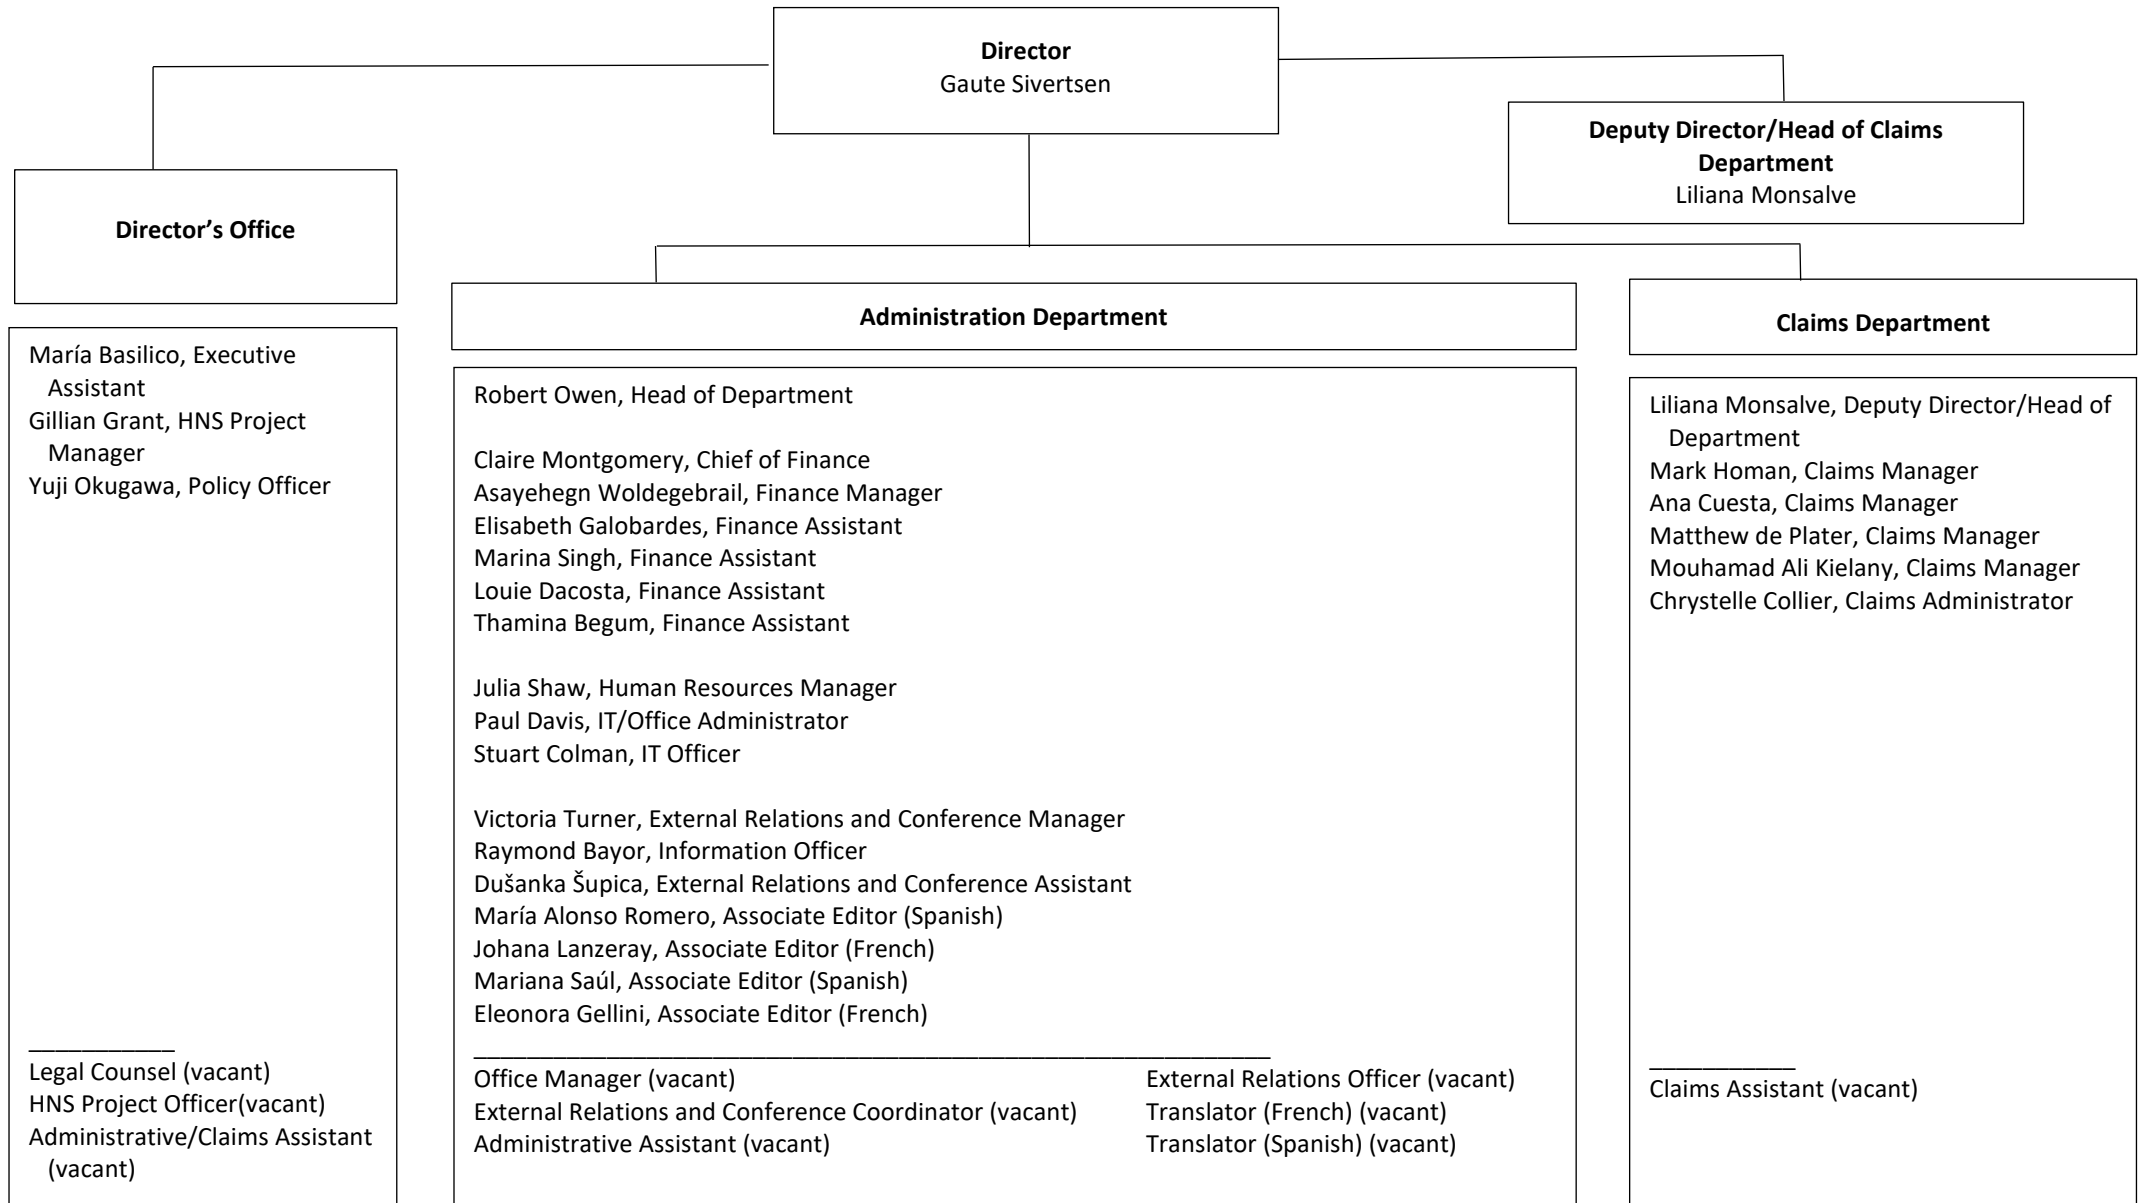 Director
Gaute Sivertsen
Deputy Director/Head of Claims
Department
Liliana Monsalve
Director’s Office
María Basilico, Executive
Assistant
Gillian Grant, HNS Project
Manager
Yuji Okugawa, Policy Officer
___________
Legal Counsel (vacant)
HNS Project Officer(vacant)
Administrative/Claims Assistant
(vacant)
Administration Department
Robert Owen, Head of Department
Claire Montgomery, Chief of Finance
Asayehegn Woldegebrail, Finance Manager
Elisabeth Galobardes, Finance Assistant
Marina Singh, Finance Assistant
Louie Dacosta, Finance Assistant
Thamina Begum, Finance Assistant
Julia Shaw, Human Resources Manager
Paul Davis, IT/Office Administrator
Stuart Colman, IT Officer
Victoria Turner, External Relations and Conference Manager
Raymond Bayor, Information Officer
Dušanka Šupica, External Relations and Conference Assistant
María Alonso Romero, Associate Editor (Spanish)
Johana Lanzeray, Associate Editor (French)
Mariana Saúl, Associate Editor (Spanish)
Eleonora Gellini, Associate Editor (French)
____________________________________________________________
Office Manager (vacant)
External Relations and Conference Coordinator (vacant)
Administrative Assistant (vacant)
External Relations Officer (vacant)
Translator (French) (vacant)
Translator (Spanish) (vacant)
Claims Department
Liliana Monsalve, Deputy Director/Head of
Department
Mark Homan, Claims Manager
Ana Cuesta, Claims Manager
Matthew de Plater, Claims Manager
Mouhamad Ali Kielany, Claims Manager
Chrystelle Collier, Claims Administrator
___________
Claims Assistant (vacant)